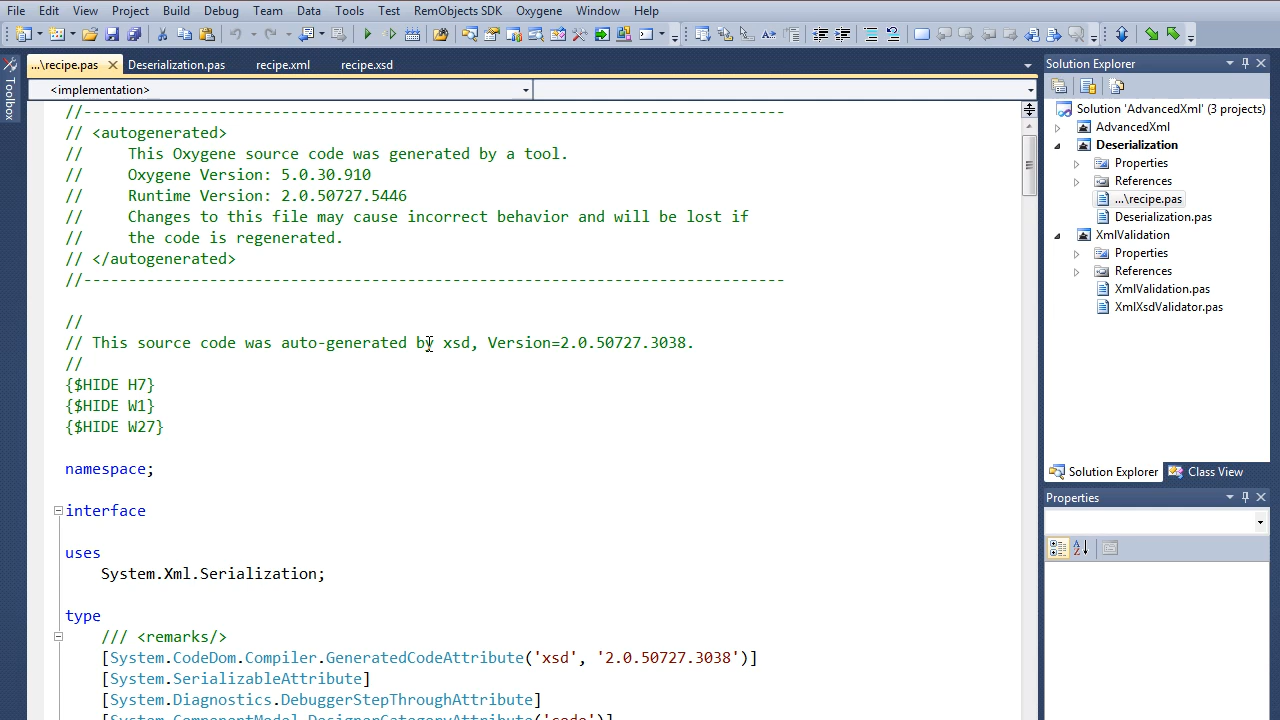 File Edit View Project Build Debug Team Data Tools Test RemObjects SDK Oxygene Window Help
...\recipe.pas Deserialization.pas recipe.xml recipe.xsd
Toolbox
<implementation>
//------------------------------------------------------------------------------
// <autogenerated>
//     This Oxygene source code was generated by a tool.
//     Oxygene Version: 5.0.30.910
//     Runtime Version: 2.0.50727.5446
//     Changes to this file may cause incorrect behavior and will be lost if
//     the code is regenerated.
// </autogenerated>
//------------------------------------------------------------------------------
//
// This source code was auto-generated by xsd, Version=2.0.50727.3038.
//
{$HIDE H7}
{$HIDE W1}
{$HIDE W27}
namespace;
interface
uses
    System.Xml.Serialization;
type
    /// <remarks/>
    [System.CodeDom.Compiler.GeneratedCodeAttribute('xsd', '2.0.50727.3038')]
    [System.SerializableAttribute]
    [System.Diagnostics.DebuggerStepThroughAttribute]
    [System.ComponentModel.DesignerCategoryAttribute('code')]
Solution Explorer
Solution 'AdvancedXml' (3 projects)
AdvancedXml
Deserialization
Properties
References
...\recipe.pas
Deserialization.pas
XmlValidation
Properties
References
XmlValidation.pas
XmlXsdValidator.pas
Solution Explorer Class View
Properties